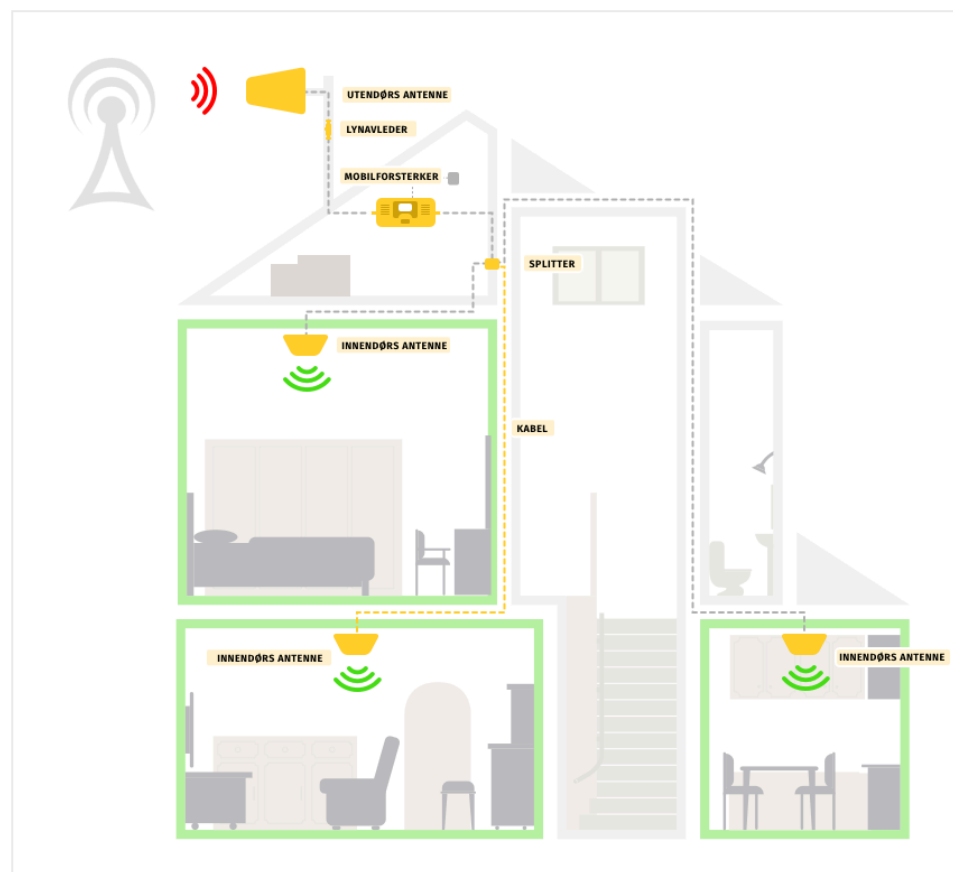 UTENDØRS ANTENNE
LYNAVLEDER
MOBILFORSTERKER
SPLITTER
INNENDØRS ANTENNE
KABEL
INNENDØRS ANTENNE
INNENDØRS ANTENNE